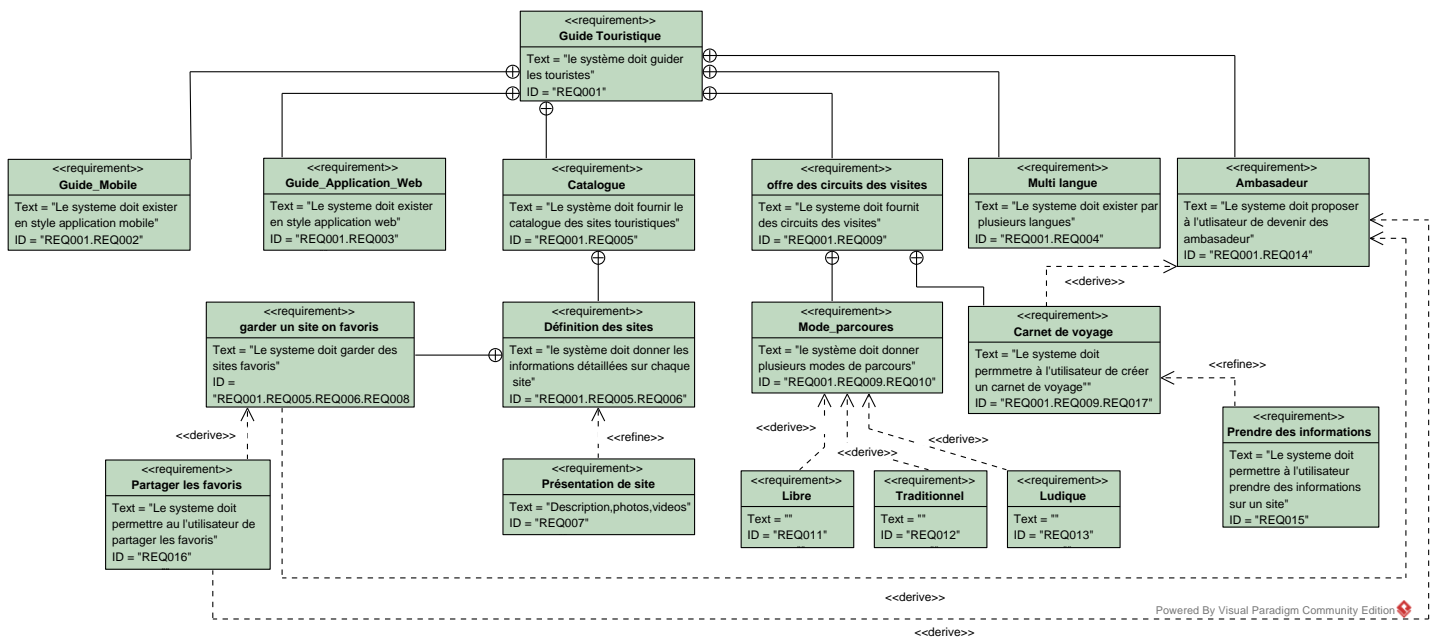 <<requirement>>
Guide Touristique
Text = "le système doit guider
les touristes"
ID = "REQ001"
<<requirement>>
Guide_Mobile
Text = "Le systeme doit exister
en style application mobile"
ID = "REQ001.REQ002"
<<requirement>>
Guide_Application_Web
Text = "Le systeme doit exister
en style application web"
ID = "REQ001.REQ003"
<<requirement>>
Catalogue
Text = "Le système doit fournir le
catalogue des sites touristiques"
ID = "REQ001.REQ005"
<<requirement>>
offre des circuits des visites
Text = "Le systeme doit fournit
des circuits des visites"
ID = "REQ001.REQ009"
<<requirement>>
Multi langue
Text = "Le systeme doit exister par
plusieurs langues"
ID = "REQ001.REQ004"
<<requirement>>
Ambasadeur
Text = "Le systeme doit proposer
à l'utlisateur de devenir des
ambasadeur"
ID = "REQ001.REQ014"
<<derive>>
<<requirement>>
garder un site on favoris
Text = "Le systeme doit garder des
sites favoris"
ID =
"REQ001.REQ005.REQ006.REQ008
<<requirement>>
Définition des sites
Text = "le système doit donner les
informations détaillées sur chaque
site"
ID = "REQ001.REQ005.REQ006"
<<requirement>>
Mode_parcoures
Text = "le système doit donner
plusieurs modes de parcours"
ID = "REQ001.REQ009.REQ010"
<<requirement>>
Carnet de voyage
Text = "Le systeme doit
permmetre à l'utilisateur de créer
un carnet de voyage""
ID = "REQ001.REQ009.REQ017"
<<refine>>
<<derive>>
<<refine>>
<<derive>>
<<derive>>
<<derive>>
<<requirement>>
Partager les favoris
Text = "Le systeme doit
permettre au l'utilisateur de
partager les favoris"
ID = "REQ016"
<<requirement>>
Présentation de site
Text = "Description,photos,videos"
ID = "REQ007"
<<requirement>>
Libre
Text = ""
ID = "REQ011"
<<requirement>>
Traditionnel
Text = ""
ID = "REQ012"
<<requirement>>
Ludique
Text = ""
ID = "REQ013"
<<requirement>>
Prendre des informations
Text = "Le systeme doit
permettre à l'utilisateur
prendre des informations
sur un site"
ID = "REQ015"
<<derive>>
<<derive>>
Powered By Visual Paradigm Community Edition